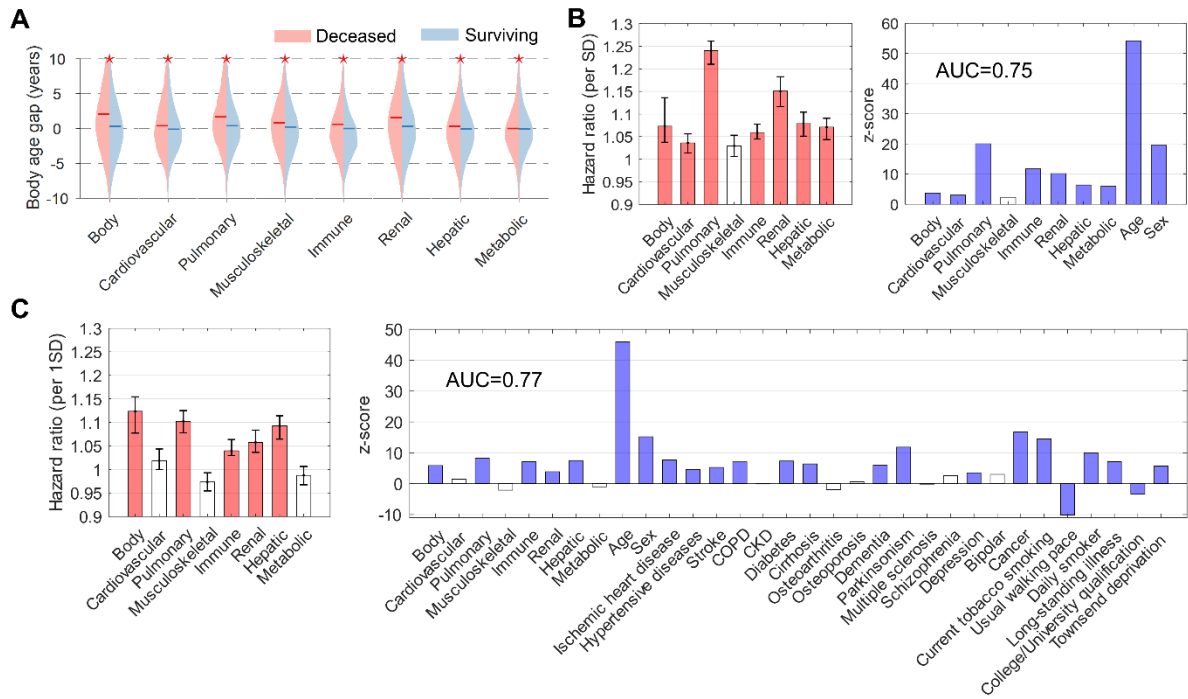 A
Deceased
Surviving
Body age gap (years)
10
5
0
-5
-10
Body
Cardiovascular
Pulmonary
Musculoskeletal
Immune
Renal
Hepatic
Metabolic
B
Hazard ratio (per SD)
1.3
1.25
1.2
1.15
1.1
1.05
1
0.95
0.9
Body
Cardiovascular
Pulmonary
Musculoskeletal
Immune
Renal
Hepatic
Metabolic
z-score
60
50
40
30
20
10
0
AUC=0.75
Body
Cardiovascular
Pulmonary
Musculoskeletal
Immune
Renal
Hepatic
Metabolic
Age
Sex
C
Hazard ratio (per 1SD)
1.3
1.25
1.2
1.15
1.1
1.05
1
0.95
0.9
Body
Cardiovascular
Pulmonary
Musculoskeletal
Immune
Renal
Hepatic
Metabolic
z-score
50
40
30
20
10
0
-10
AUC=0.77
Body
Cardiovascular
Pulmonary
Musculoskeletal
Immune
Renal
Hepatic
Metabolic
Age
Sex
Ischemic heart disease
Hypertensive diseases
Stroke
COPD
CKD
Diabetes
Cirrhosis
Osteoarthritis
Osteoporosis
Dementia
Parkinsonism
Multiple sclerosis
Schizophrenia
Depression
Bipolar
Cancer
Current tobacco smoking
Usual walking pace
Daily smoker
Long-standing illness
College/University qualification
Townsend deprivation